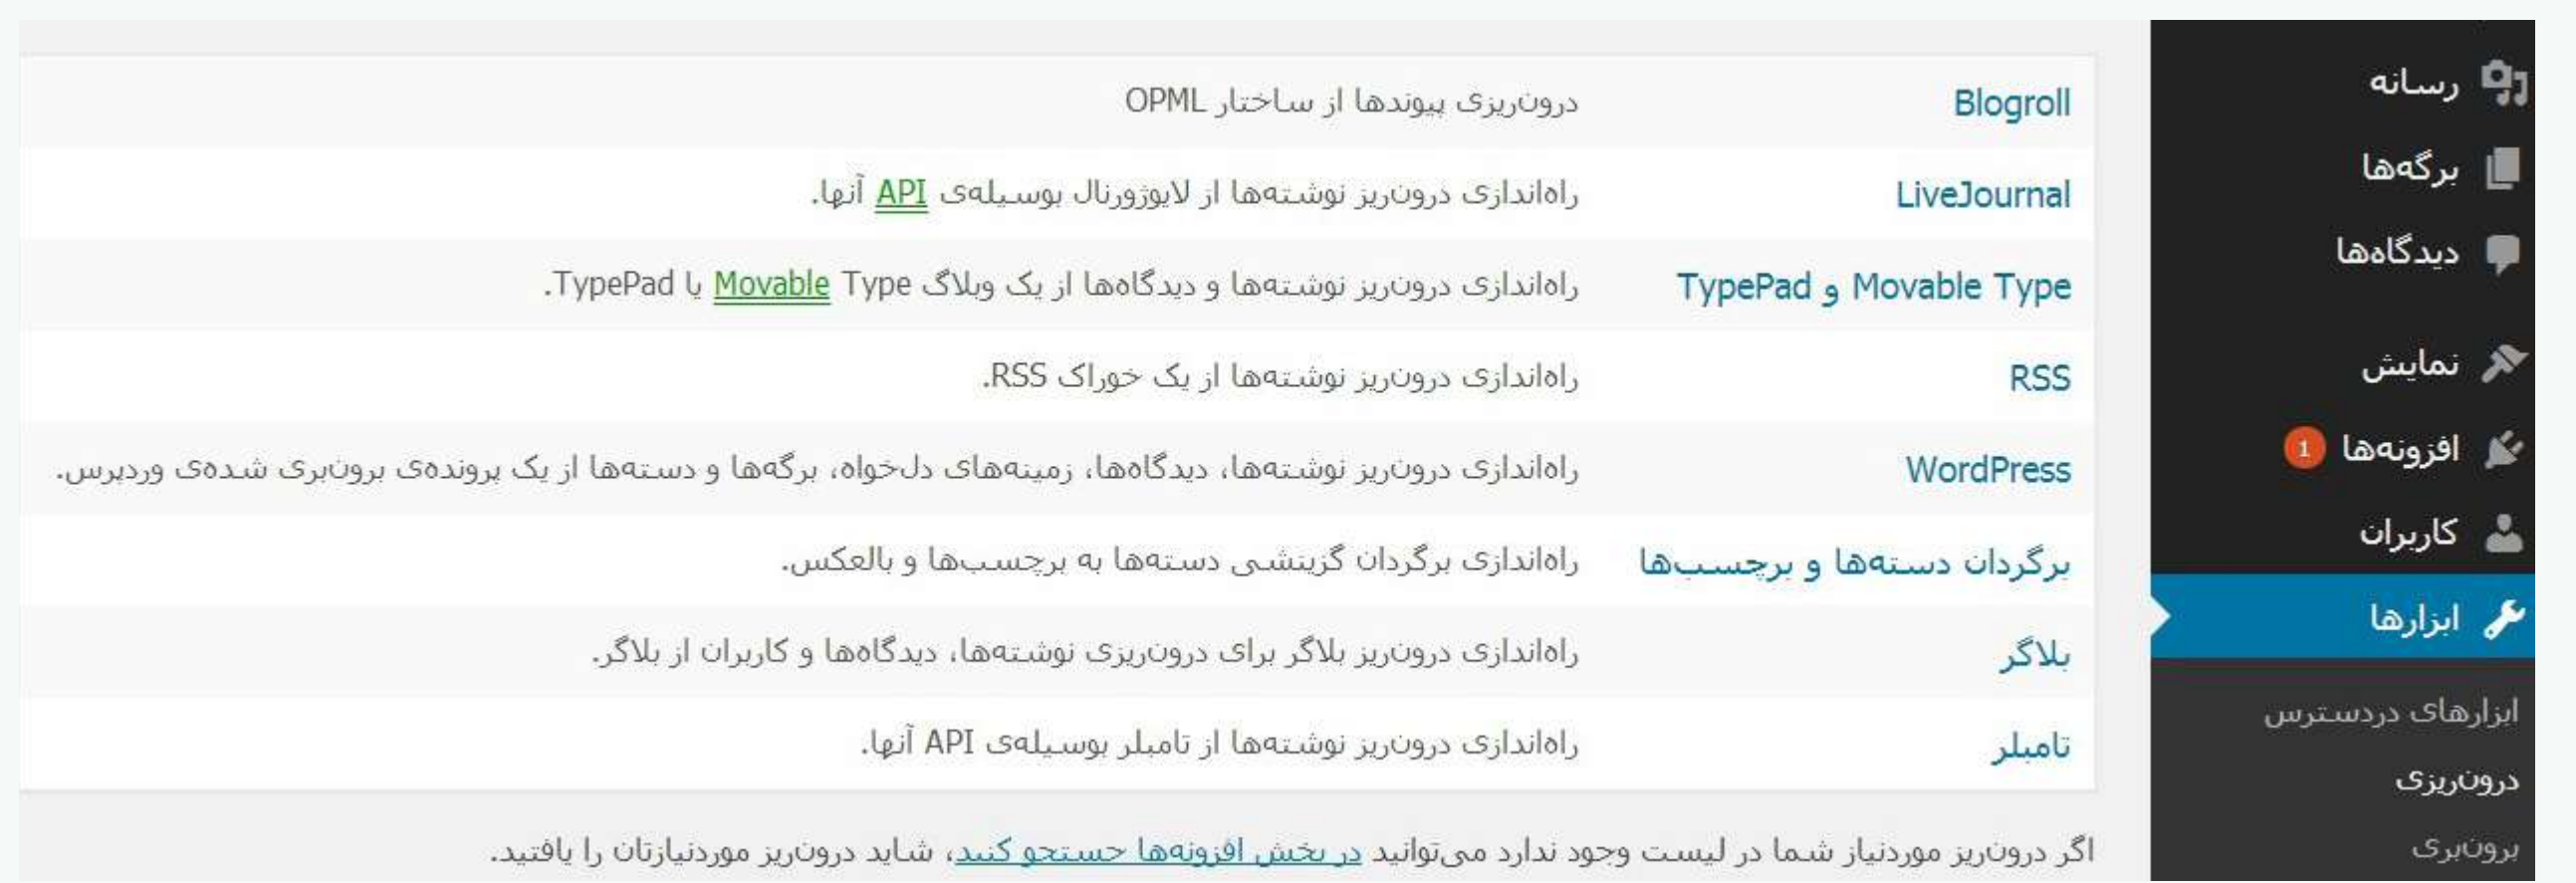 رسانه
برگه‌ها
دیدگاه‌ها
نمایش
افزونه‌ها 1
کاربران
ابزارها
ابزارهای دردسترس
درون‌ریزی
برون‌بری
Blogroll درون‌ریزی پیوندها از ساختار OPML
LiveJournal راه‌اندازی درون‌ریز نوشته‌ها از لایوژورنال بوسیله‌ی API آنها.
Movable Type و TypePad راه‌اندازی درون‌ریز نوشته‌ها و دیدگاه‌ها از یک وبلاگ Movable Type یا TypePad.
RSS راه‌اندازی درون‌ریز نوشته‌ها از یک خوراک RSS.
WordPress راه‌اندازی درون‌ریز نوشته‌ها، دیدگاه‌ها، زمینه‌های دلخواه، برگه‌ها و دسته‌ها از یک پرونده‌ی برون‌بری شده‌ی وردپرس.
برگردان دسته‌ها و برچسب‌ها راه‌اندازی برگردان گزینشی دسته‌ها به برچسب‌ها و بالعکس.
بلاگر راه‌اندازی درون‌ریز بلاگر برای درون‌ریزی نوشته‌ها، دیدگاه‌ها و کاربران از بلاگر.
تامبلر راه‌اندازی درون‌ریز نوشته‌ها از تامبلر بوسیله‌ی API آنها.
اگر درون‌ریز موردنیاز شما در لیست وجود ندارد می‌توانید در بخش افزونه‌ها جستجو کنید، شاید درون‌ریز موردنیازتان را یافتید.